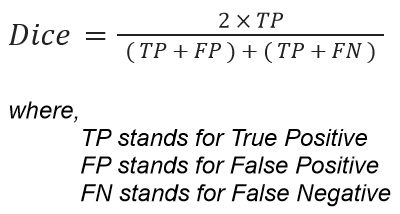 Dice = 2 × TP / ( TP + FP ) + ( TP + FN )
where,
TP stands for True Positive
FP stands for False Positive
FN stands for False Negative